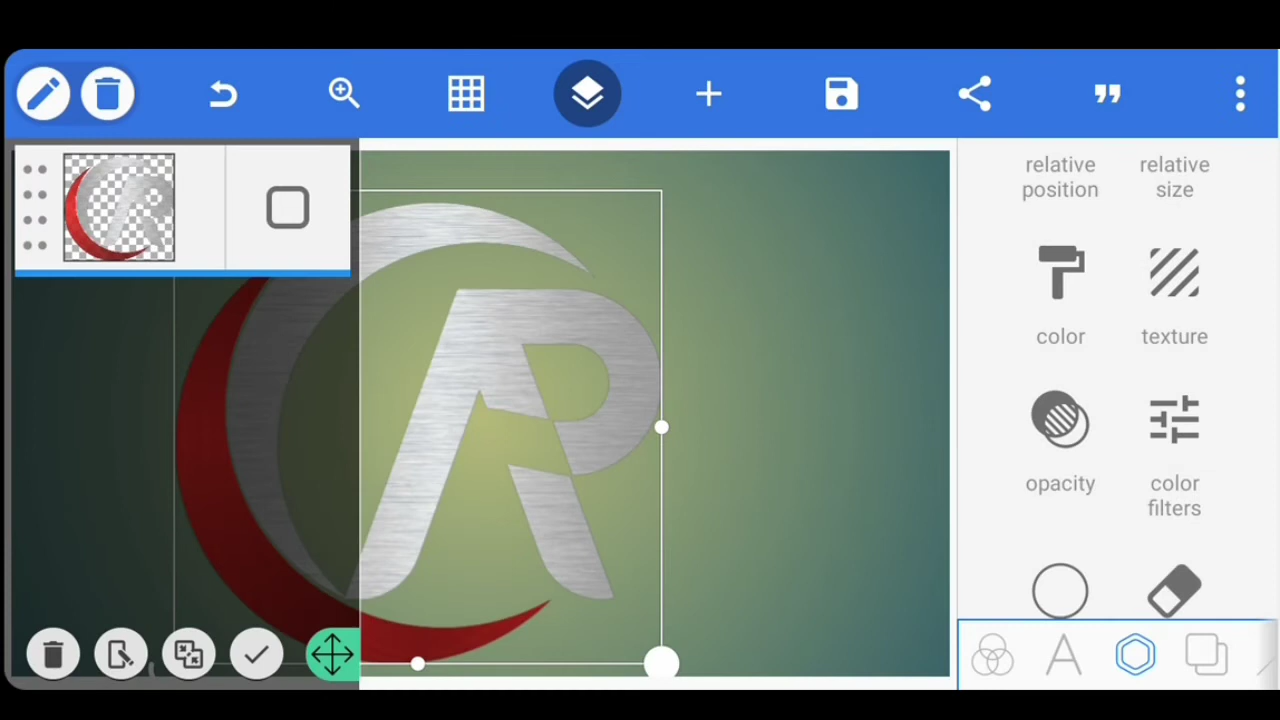 relative
position
relative
size
color
texture
opacity
color
filters
R
A